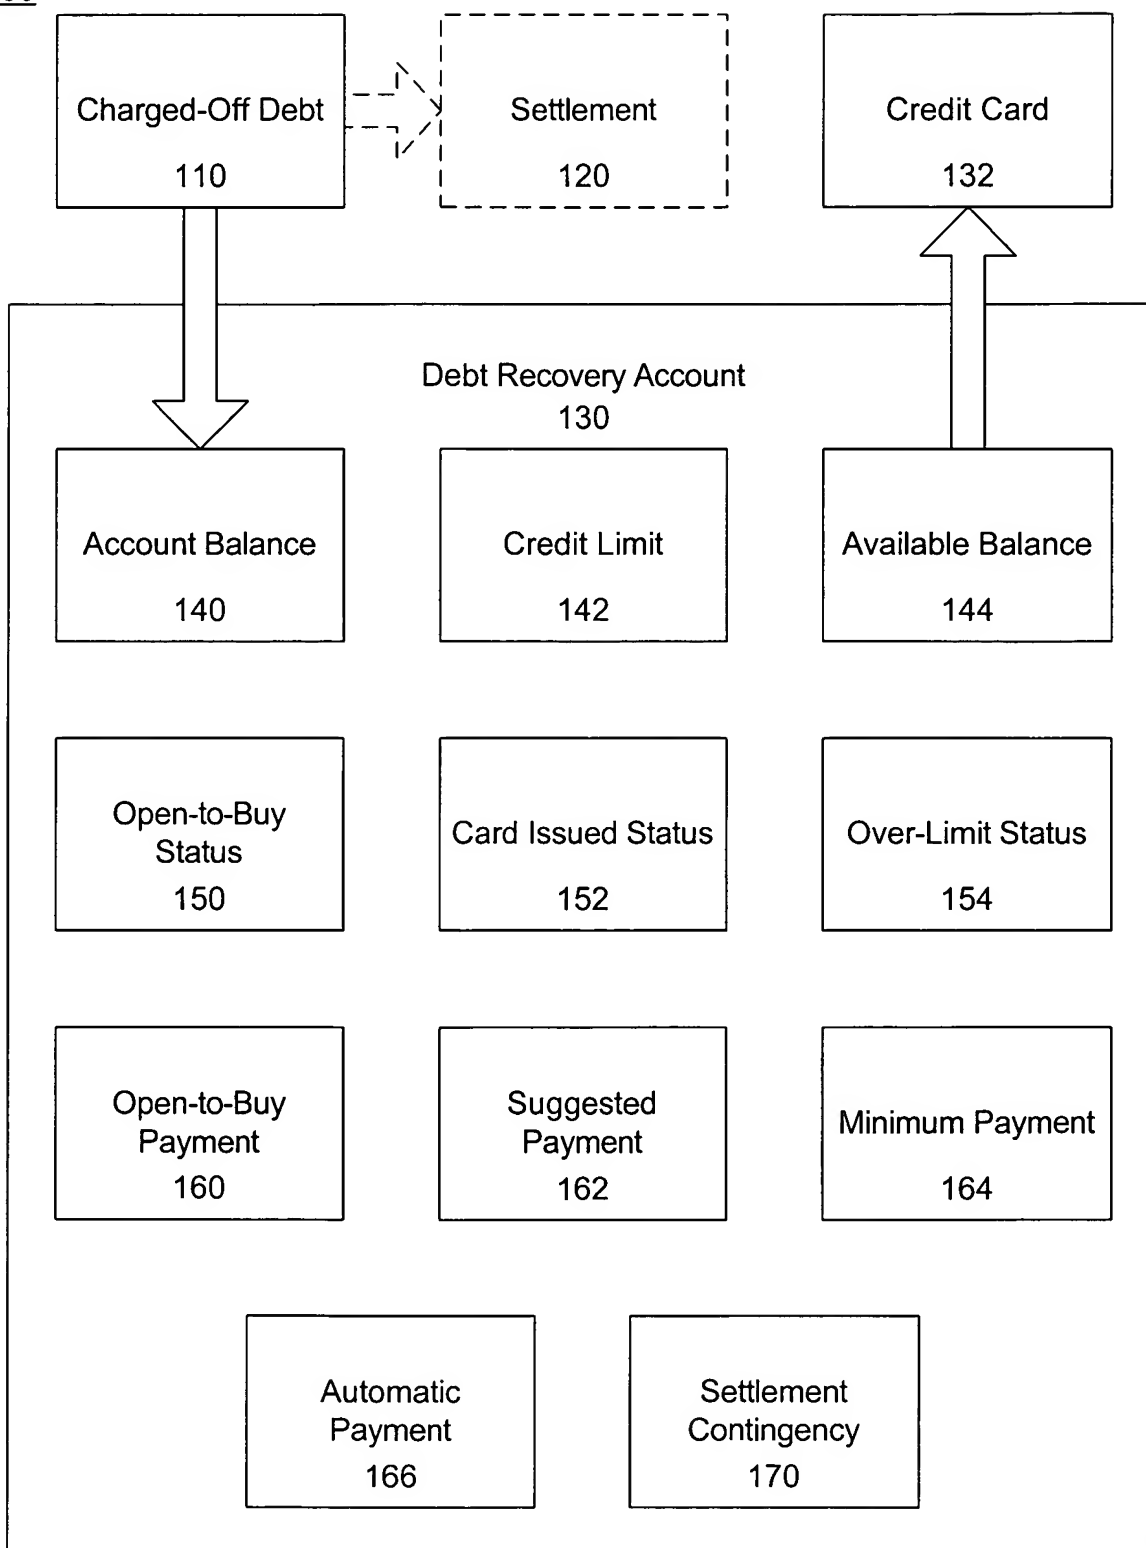 Charged-Off Debt
110
Settlement
120
Credit Card
132
Debt Recovery Account
130
Account Balance
140
Credit Limit
142
Available Balance
144
Open-to-Buy
Status
150
Card Issued Status
152
Over-Limit Status
154
Open-to-Buy
Payment
160
Suggested
Payment
162
Minimum Payment
164
Automatic
Payment
166
Settlement
Contingency
170